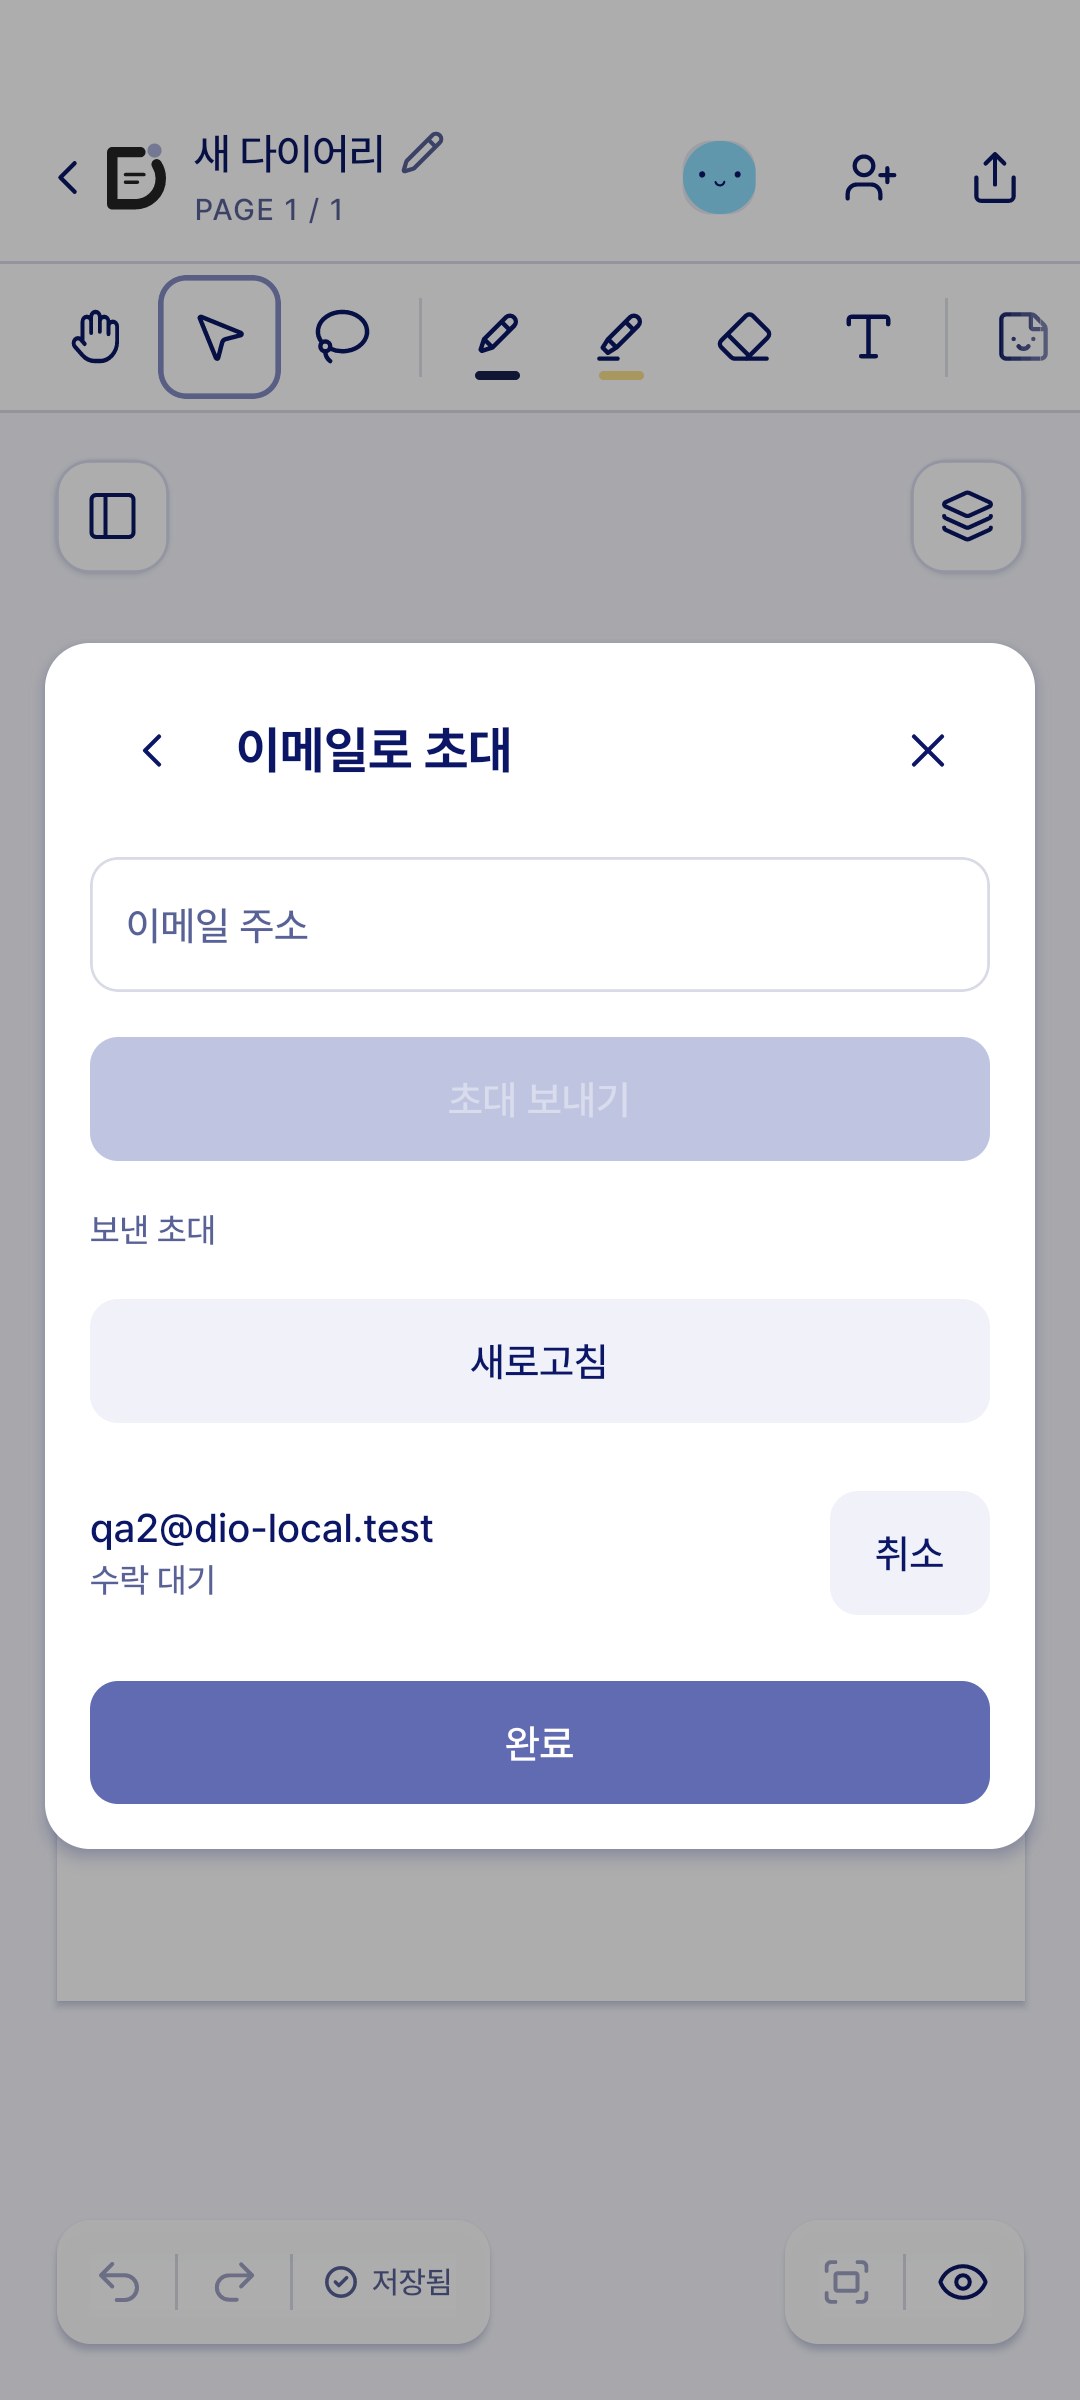 새 다이어리
PAGE 1 / 1
이메일로 초대
이메일 주소
초대 보내기
보낸 초대
새로고침
qa2@dio-local.test
수락 대기
취소
완료
저장됨